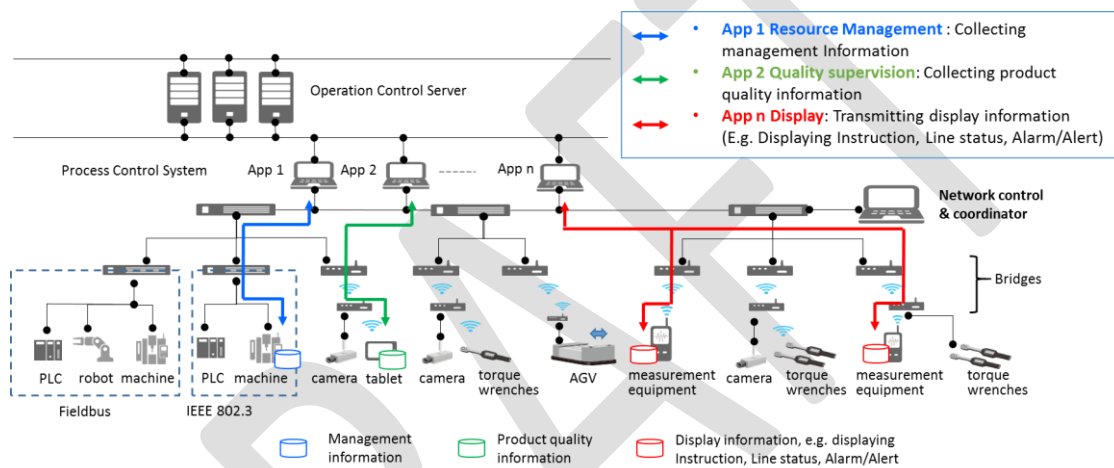 • App 1 Resource Management : Collecting
management Information
• App 2 Quality supervision: Collecting product
quality information
• App n Display: Transmitting display information
(E.g. Displaying Instruction, Line status, Alarm/Alert)
Operation Control Server
Process Control System
App 1
App 2
App n
Network control
& coordinator
Bridges
PLC
robot
machine
PLC
machine
camera
tablet
camera
torque
wrenches
AGV
measurement
equipment
camera
torque
wrenches
measurement
equipment
torque
wrenches
Fieldbus
IEEE 802.3
Management
information
Product quality
information
Display information, e.g. displaying
Instruction, Line status, Alarm/Alert
DRAFT